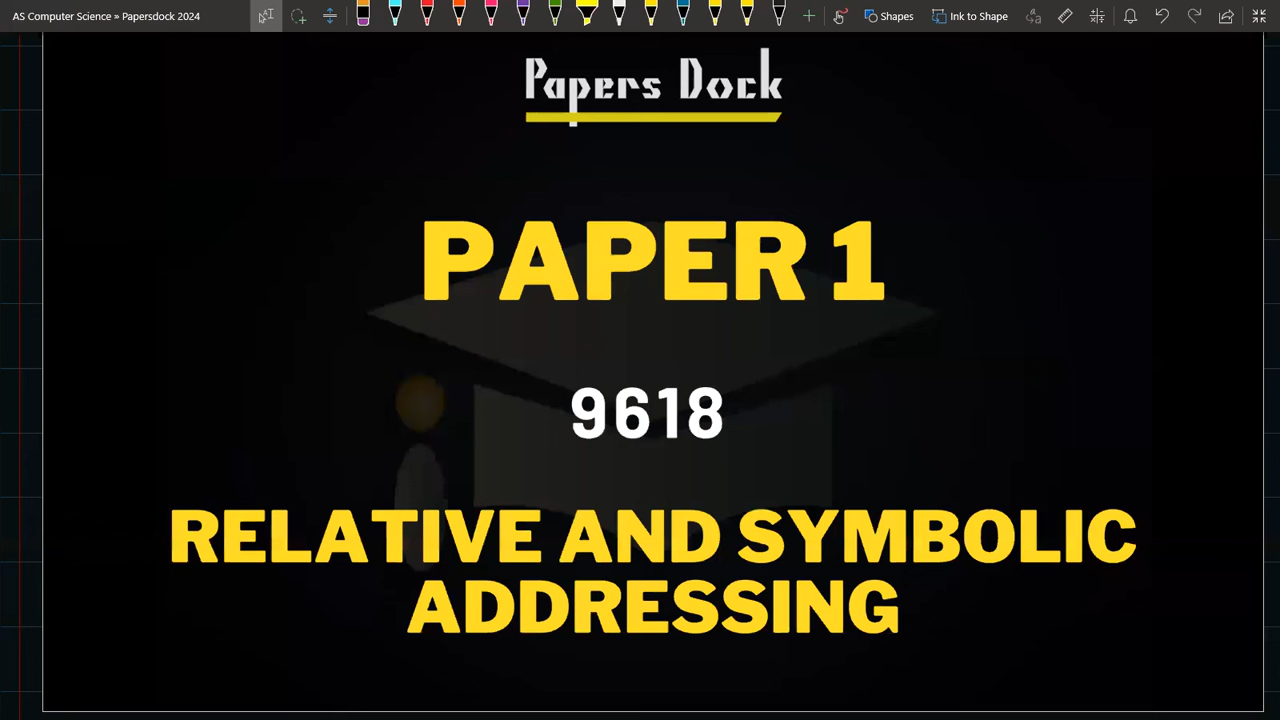 AS Computer Science » Papersdock 2024
Shapes
Ink to Shape
Papers Dock
PAPER 1
9618
RELATIVE AND SYMBOLIC
ADDRESSING